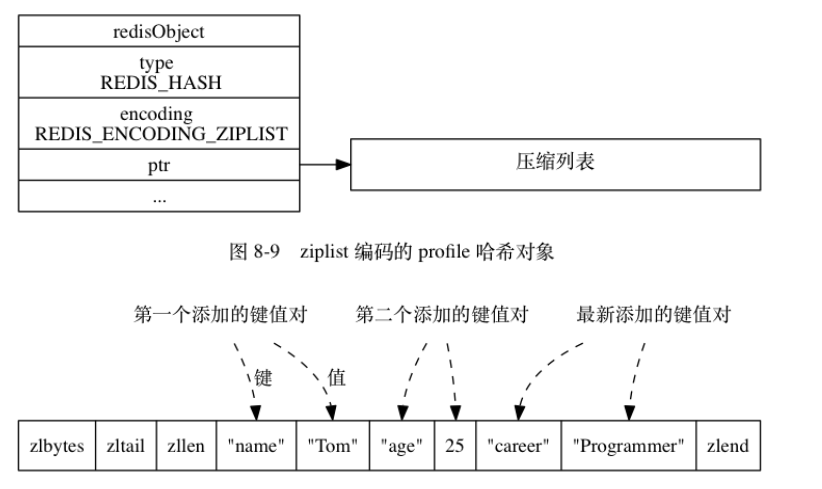 redisObject
type
REDIS_HASH
encoding
REDIS_ENCODING_ZIPLIST
ptr
...
压缩列表
图 8-9 ziplist 编码的 profile 哈希对象
第一个添加的键值对 第二个添加的键值对 最新添加的键值对
键 值
zlbytes zltail zllen "name" "Tom" "age" 25 "career" "Programmer" zlend